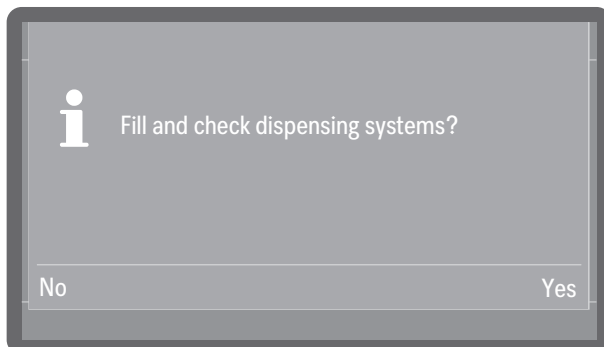 Fill and check dispensing systems?
No
Yes